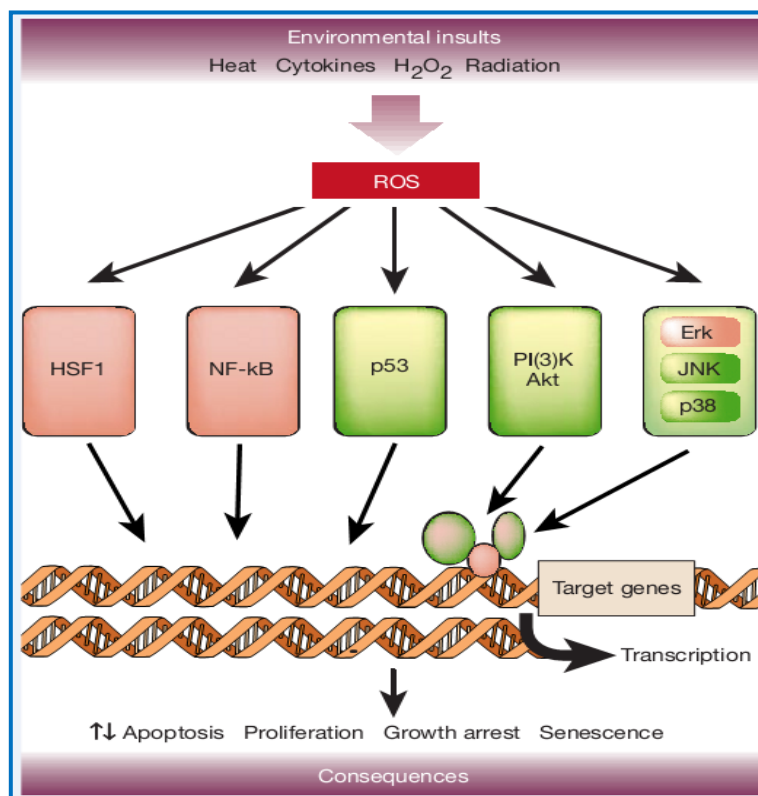 Environmental insults
Heat Cytokines H₂O₂ Radiation
ROS
HSF1
NF-kB
p53
PI(3)K
Akt
Erk
JNK
p38
Target genes
Transcription
↑↓ Apoptosis Proliferation Growth arrest Senescence
Consequences